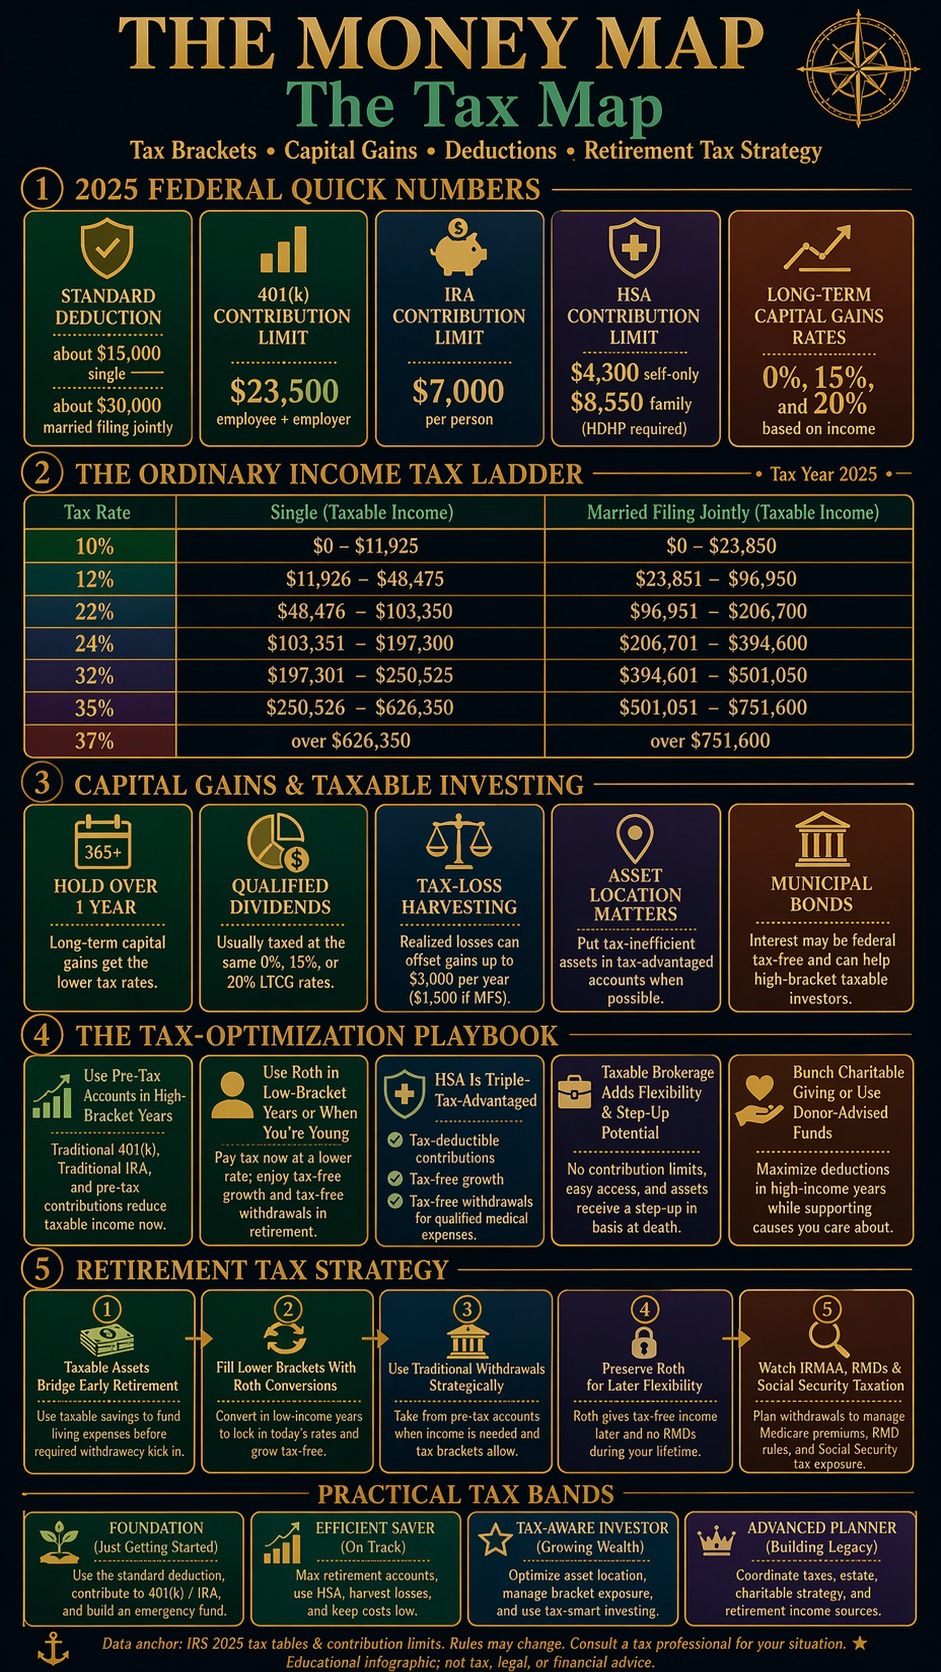 THE MONEY MAP
The Tax Map
Tax Brackets • Capital Gains • Deductions • Retirement Tax Strategy
1 2025 FEDERAL QUICK NUMBERS
STANDARD
DEDUCTION
about $15,000
single
about $30,000
married filing jointly
401(k)
CONTRIBUTION
LIMIT
$23,500
employee + employer
$
IRA
CONTRIBUTION
LIMIT
$7,000
per person
HSA
CONTRIBUTION
LIMIT
$4,300 self-only
$8,550 family
(HDHP required)
LONG-TERM
CAPITAL GAINS
RATES
0%, 15%,
and 20%
based on income
2 THE ORDINARY INCOME TAX LADDER • Tax Year 2025 •
Tax Rate Single (Taxable Income) Married Filing Jointly (Taxable Income)
10% $0 – $11,925 $0 – $23,850
12% $11,926 – $48,475 $23,851 – $96,950
22% $48,476 – $103,350 $96,951 – $206,700
24% $103,351 – $197,300 $206,701 – $394,600
32% $197,301 – $250,525 $394,601 – $501,050
35% $250,526 – $626,350 $501,051 – $751,600
37% over $626,350 over $751,600
3 CAPITAL GAINS & TAXABLE INVESTING
365+
HOLD OVER
1 YEAR
Long-term capital
gains get the
lower tax rates.
$
QUALIFIED
DIVIDENDS
Usually taxed at the
same 0%, 15%, or
20% LTCG rates.
TAX-LOSS
HARVESTING
Realized losses can
offset gains up to
$3,000 per year
($1,500 if MFS).
ASSET
LOCATION
MATTERS
Put tax-inefficient
assets in tax-advantaged
accounts when
possible.
MUNICIPAL
BONDS
Interest may be federal
tax-free and can help
high-bracket taxable
investors.
4 THE TAX-OPTIMIZATION PLAYBOOK
Use Pre-Tax
Accounts in High-
Bracket Years
Traditional 401(k),
Traditional IRA,
and pre-tax
contributions reduce
taxable income now.
Use Roth in
Low-Bracket
Years or When
You're Young
Pay tax now at a lower
rate; enjoy tax-free
growth and tax-free
withdrawals in
retirement.
HSA Is Triple-
Tax-Advantaged
Tax-deductible
contributions
Tax-free growth
Tax-free withdrawals
for qualified medical
expenses.
Taxable Brokerage
Adds Flexibility
& Step-Up
Potential
No contribution limits,
easy access, and assets
receive a step-up in
basis at death.
Bunch Charitable
Giving or Use
Donor-Advised
Funds
Maximize deductions
in high-income years
while supporting
causes you care about.
5 RETIREMENT TAX STRATEGY
1
Taxable Assets
Bridge Early Retirement
Use taxable savings to fund
living expenses before
required withdrawecy kick in.
2
Fill Lower Brackets With
Roth Conversions
Convert in low-income years
to lock in today's rates and
grow tax-free.
3
Use Traditional Withdrawals
Strategically
Take from pre-tax accounts
when income is needed and
tax brackets allow.
4
Preserve Roth
for Later Flexibility
Roth gives tax-free income
later and no RMDs
during your lifetime.
5
Watch IRMAA, RMDs &
Social Security Taxation
Plan withdrawals to manage
Medicare premiums, RMD
rules, and Social Security
tax exposure.
PRACTICAL TAX BANDS
FOUNDATION
(Just Getting Started)
Use the standard deduction,
contribute to 401(k) / IRA,
and build an emergency fund.
EFFICIENT SAVER
(On Track)
Max retirement accounts,
use HSA, harvest losses,
and keep costs low.
TAX-AWARE INVESTOR
(Growing Wealth)
Optimize asset location,
manage bracket exposure,
and use tax-smart investing.
ADVANCED PLANNER
(Building Legacy)
Coordinate taxes, estate,
charitable strategy, and
retirement income sources.
Data anchor: IRS 2025 tax tables & contribution limits. Rules may change. Consult a tax professional for your situation. ★
Educational infographic; not tax, legal, or financial advice.